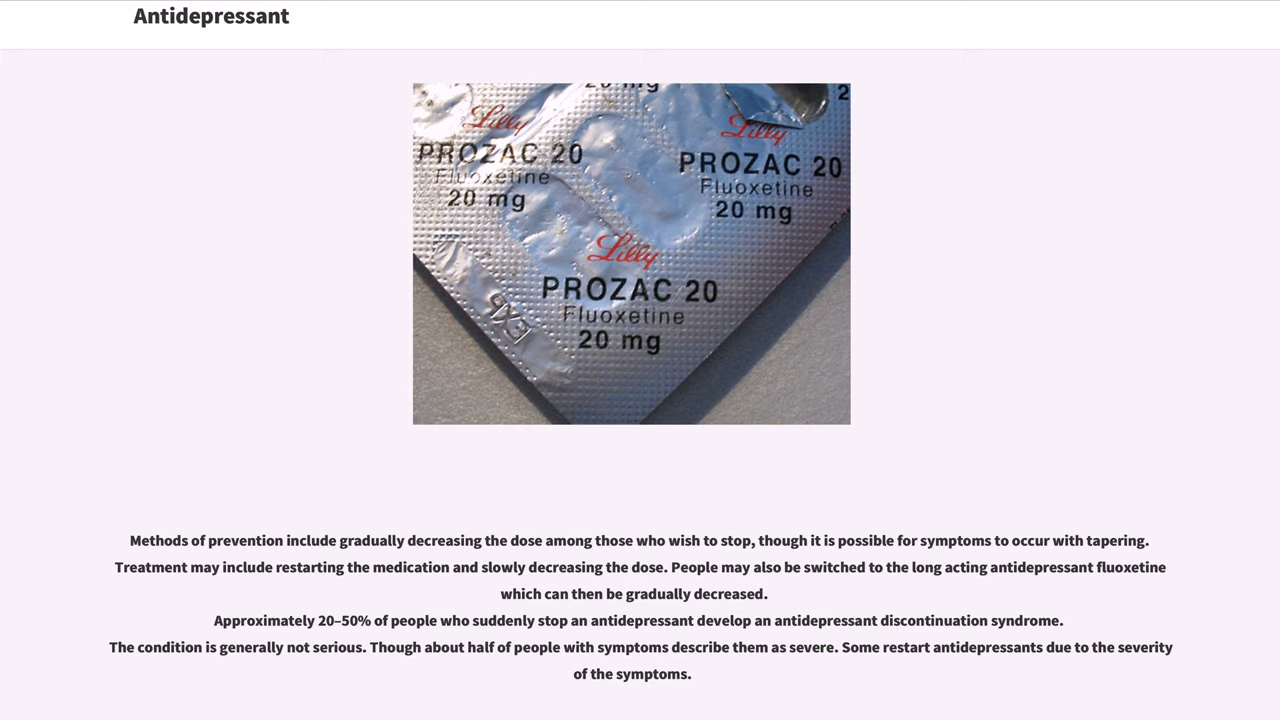 Antidepressant
20 mg
2
Lilly
PROZAC 20
Fluoxetine
20 mg
Lilly
PROZAC 20
Fluoxetine
20 mg
Lilly
PROZAC 20
Fluoxetine
20 mg
EXP
Methods of prevention include gradually decreasing the dose among those who wish to stop, though it is possible for symptoms to occur with tapering.
Treatment may include restarting the medication and slowly decreasing the dose. People may also be switched to the long acting antidepressant fluoxetine
which can then be gradually decreased.
Approximately 20–50% of people who suddenly stop an antidepressant develop an antidepressant discontinuation syndrome.
The condition is generally not serious. Though about half of people with symptoms describe them as severe. Some restart antidepressants due to the severity
of the symptoms.